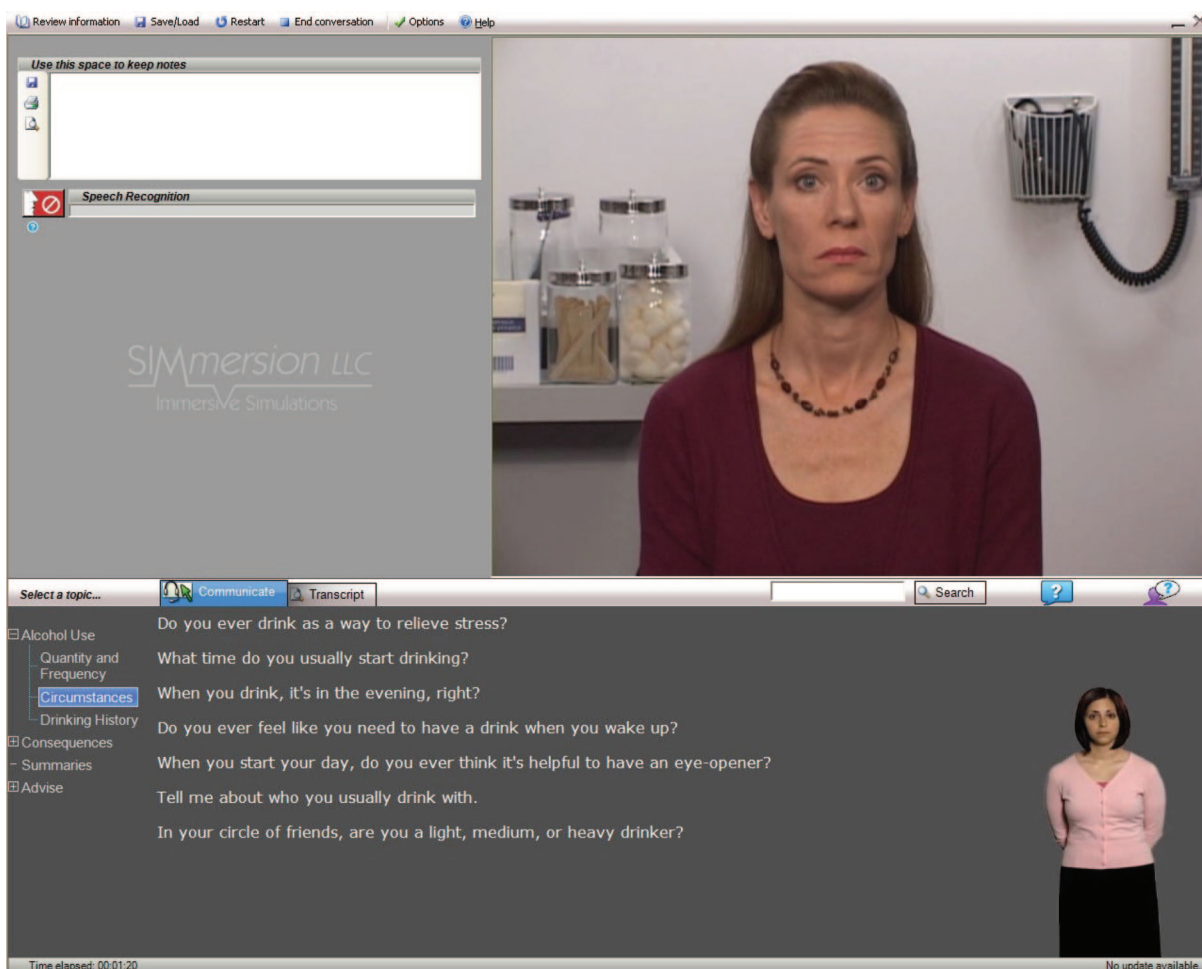 Review information Save/Load Restart End conversation Options Help
Use this space to keep notes
Speech Recognition
SIMmersion LLC
Immersive Simulations
Select a topic... Communicate Transcript Search
Alcohol Use
Quantity and
Frequency
Circumstances
Drinking History
Consequences
Summaries
Advise
Do you ever drink as a way to relieve stress?
What time do you usually start drinking?
When you drink, it's in the evening, right?
Do you ever feel like you need to have a drink when you wake up?
When you start your day, do you ever think it's helpful to have an eye-opener?
Tell me about who you usually drink with.
In your circle of friends, are you a light, medium, or heavy drinker?
Time elapsed: 00:01:20 No update available